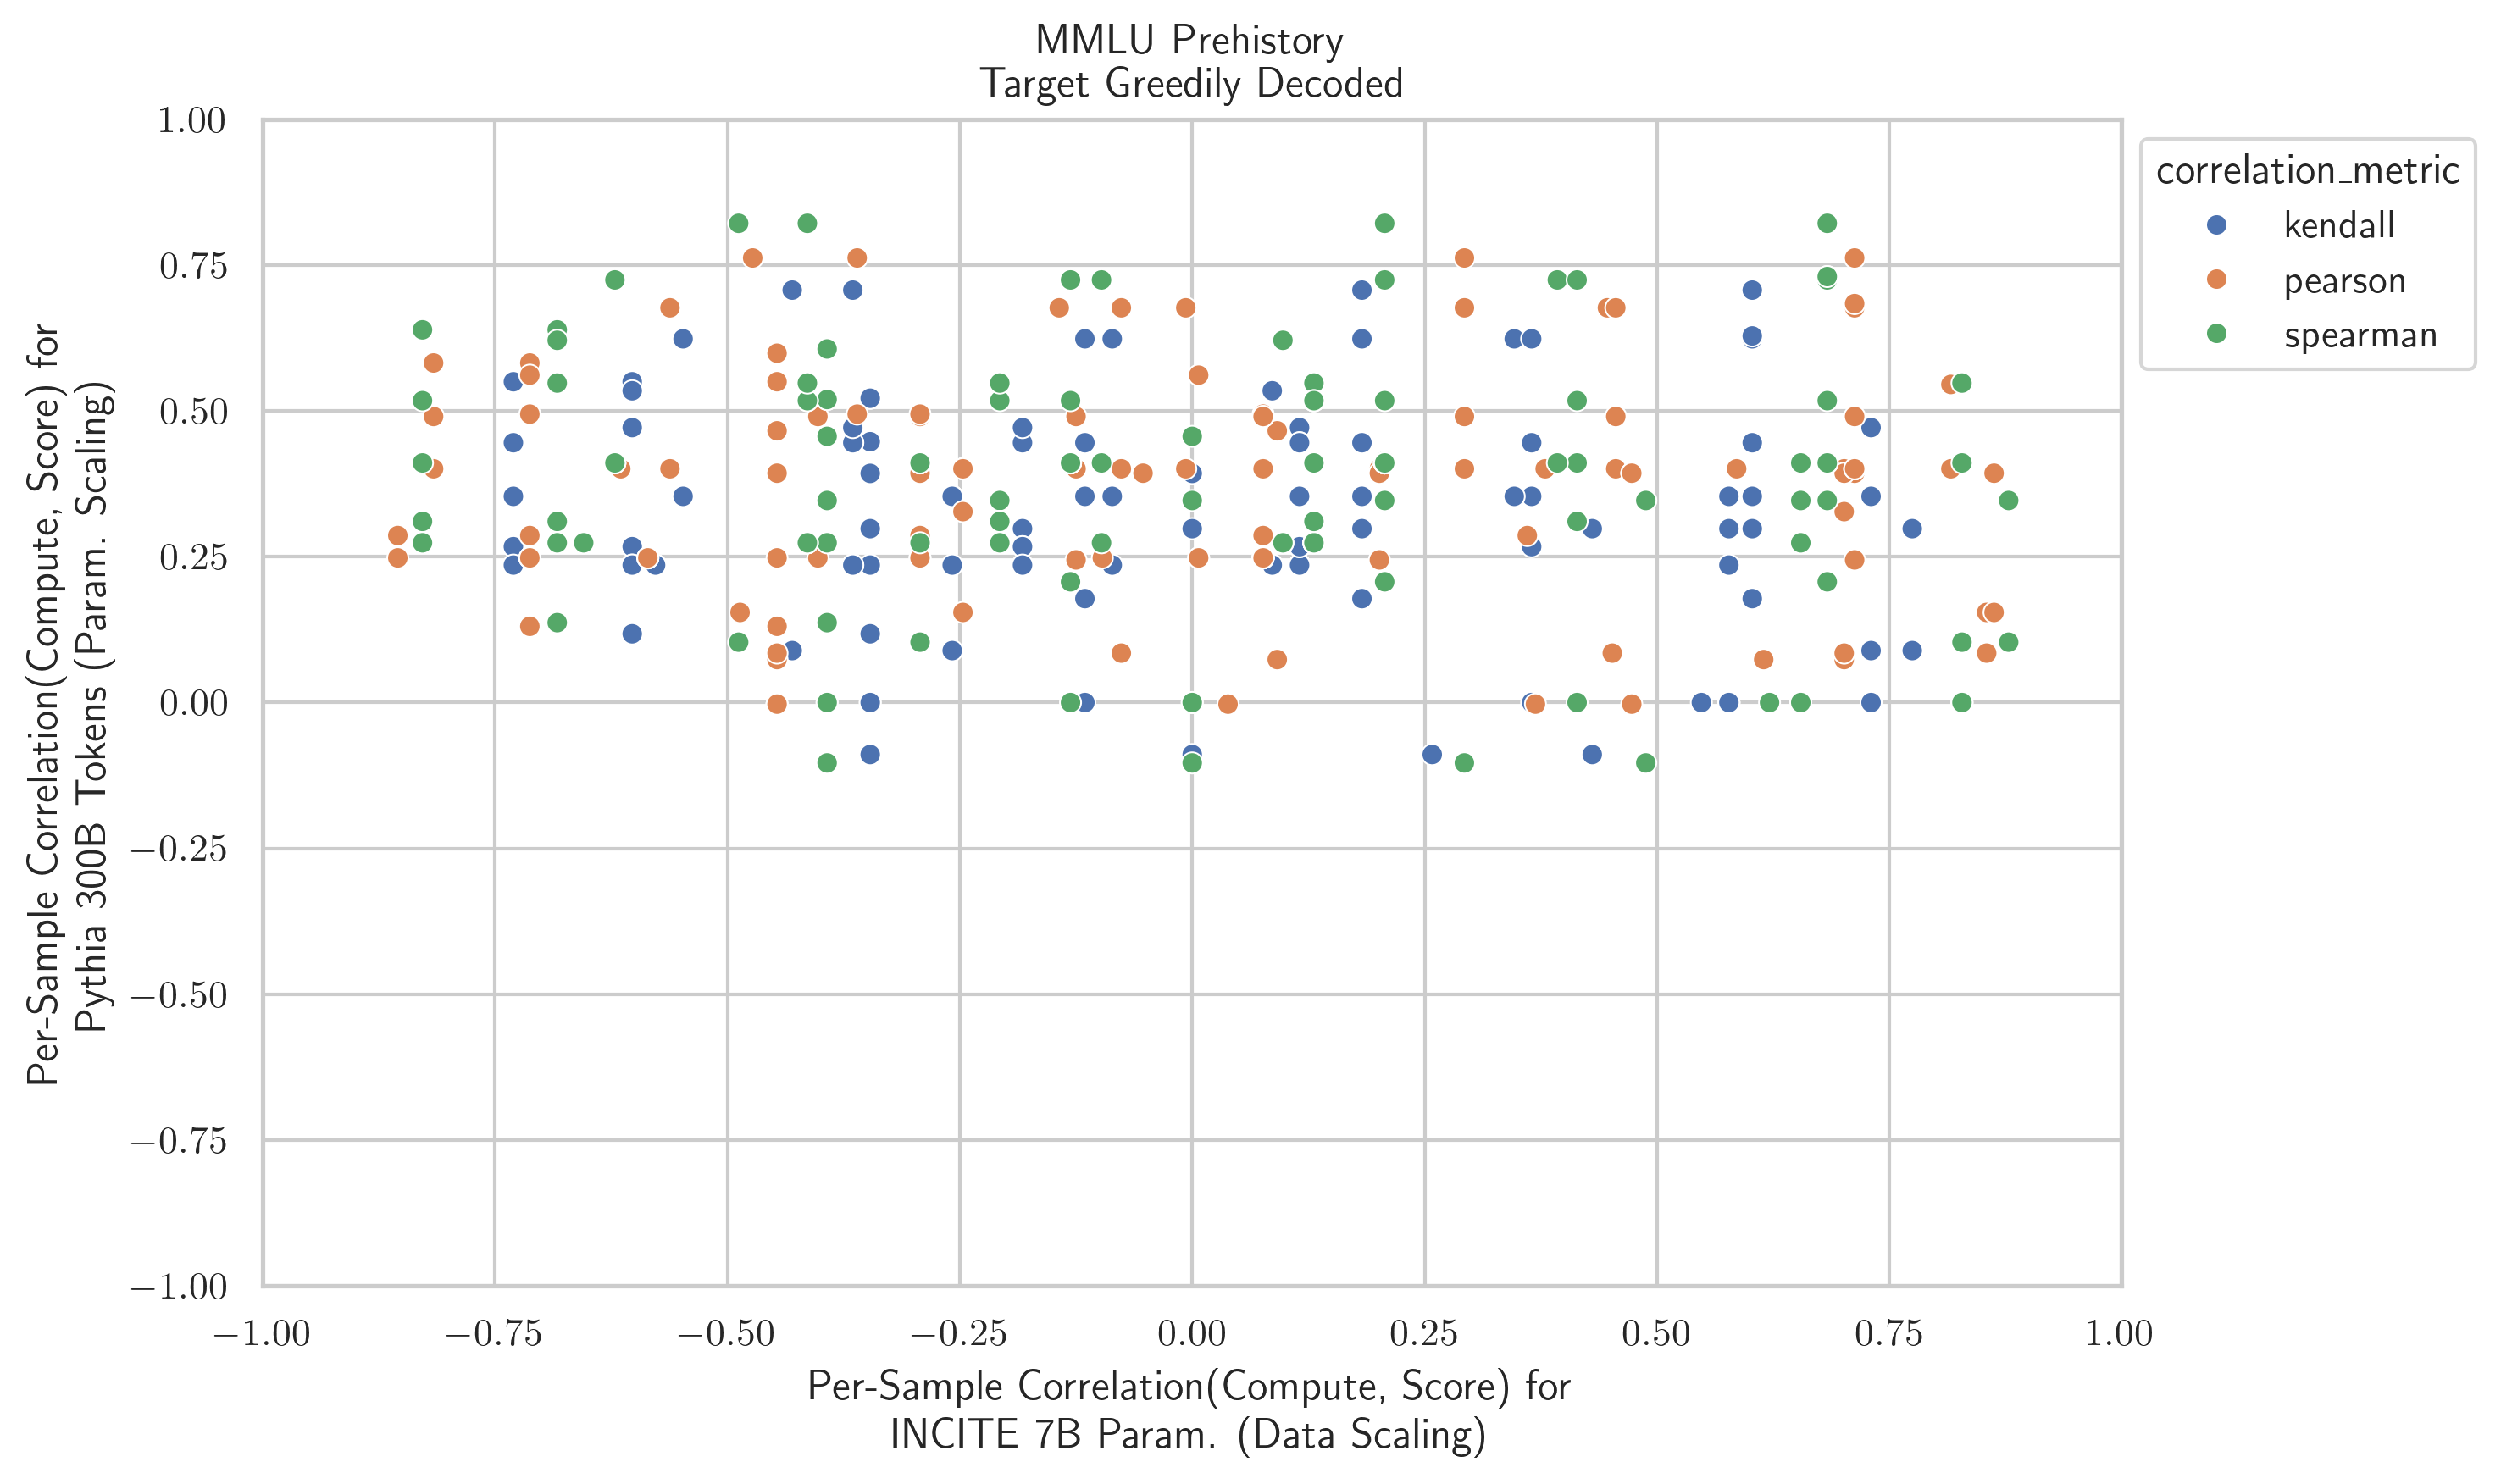 MMLU Prehistory
Target Greedily Decoded
1.00
0.75
0.50
0.25
0.00
−0.25
−0.50
−0.75
−1.00
Per-Sample Correlation(Compute, Score) for
Pythia 300B Tokens (Param. Scaling)
correlation_metric
kendall
pearson
spearman
−1.00
−0.75
−0.50
−0.25
0.00
0.25
0.50
0.75
1.00
Per-Sample Correlation(Compute, Score) for
INCITE 7B Param. (Data Scaling)